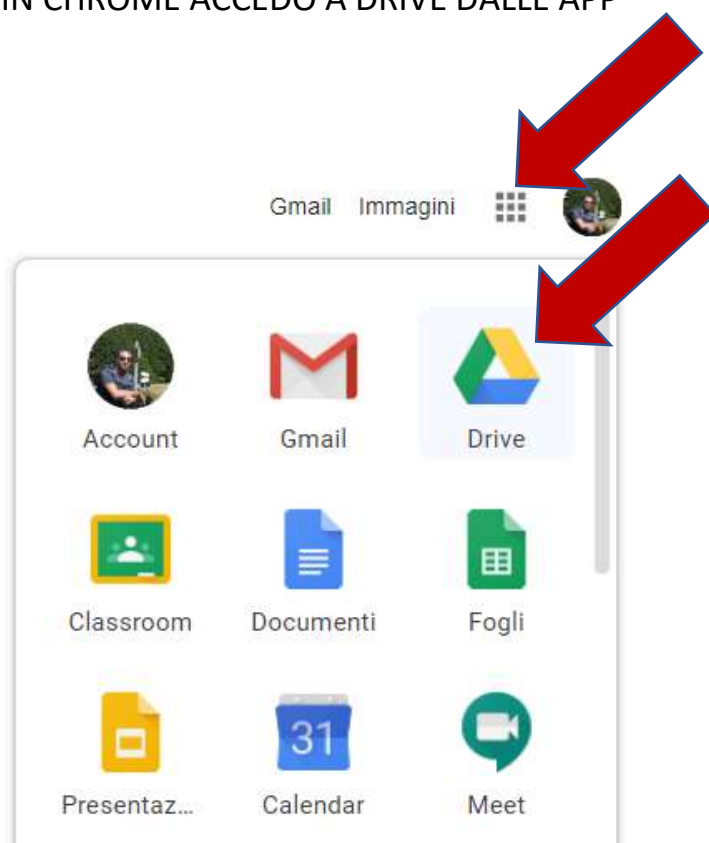 IN CHROME ACCEDO A DRIVE DALLE APP
Gmail Immagini
Account Gmail Drive
Classroom Documenti Fogli
31
Presentaz... Calendar Meet